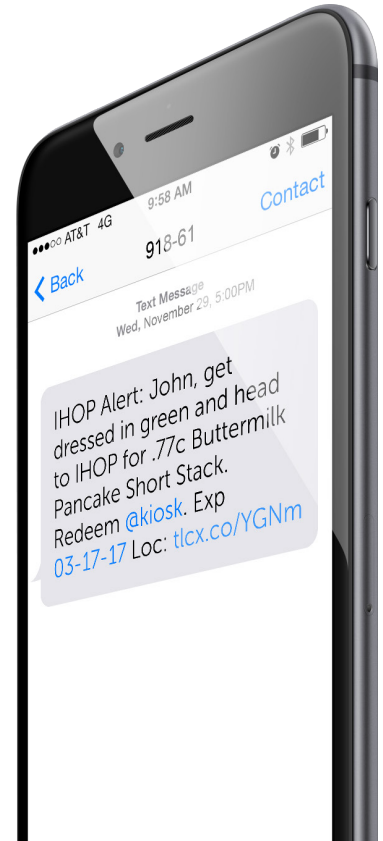 ●●●○○ AT&T 4G 9:58 AM
Back 918-61 Contact
Text Message
Wed, November 29, 5:00PM
IHOP Alert: John, get
dressed in green and head
to IHOP for .77c Buttermilk
Pancake Short Stack.
Redeem @kiosk. Exp
03-17-17 Loc: tlcx.co/YGNm